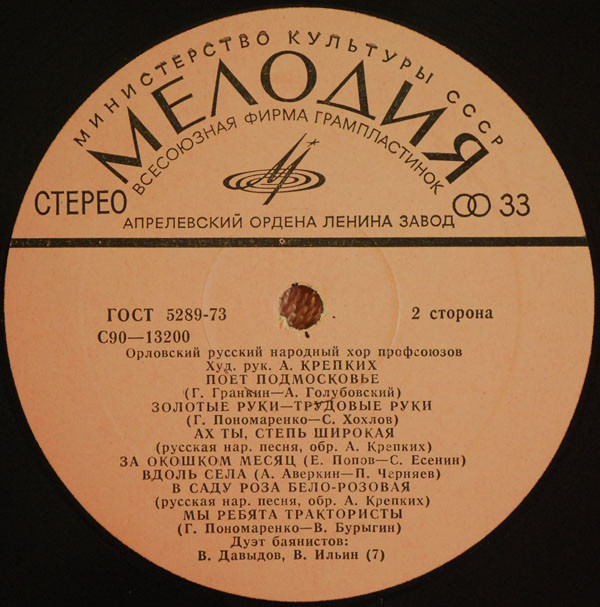 МИНИСТЕРСТВО КУЛЬТУРЫ СССР
МЕЛОДИЯ
ВСЕСОЮЗНАЯ ФИРМА ГРАМПЛАСТИНОК
СТЕРЕО
33
АПРЕЛЕВСКИЙ ОРДЕНА ЛЕНИНА ЗАВОД
ГОСТ 5289-73 2 сторона
С90—13200
Орловский русский народный хор профсоюзов
Худ. рук. А. КРЕПКИХ
ПОЕТ ПОДМОСКОВЬЕ
(Г. Гранкин—А. Голубовский)
ЗОЛОТЫЕ РУКИ—ТРУДОВЫЕ РУКИ
(Г. Пономаренко—С. Хохлов)
АХ ТЫ, СТЕПЬ ШИРОКАЯ
(русская нар. песня, обр. А. Крепких)
ЗА ОКОШКОМ МЕСЯЦ (Е. Попов—С. Есенин)
ВДОЛЬ СЕЛА (А. Аверкин—П. Черняев)
В САДУ РОЗА БЕЛО-РОЗОВАЯ
(русская нар. песня, обр. А. Крепких)
МЫ РЕБЯТА ТРАКТОРИСТЫ
(Г. Пономаренко—В. Бурыгин)
Дуэт баянистов:
В. Давыдов, В. Ильин (7)